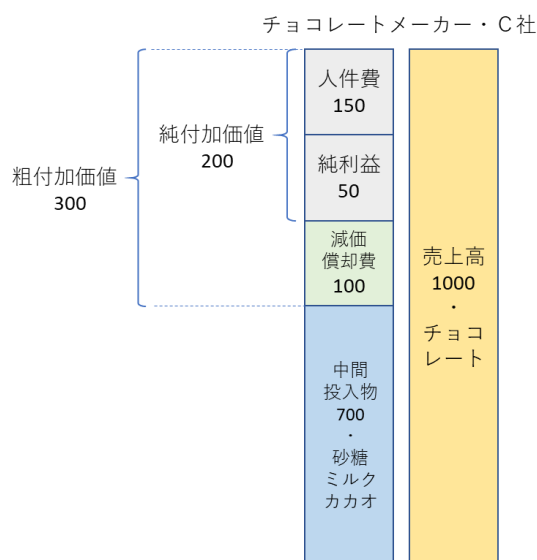 チョコレートメーカー・C社
粗付加価値
300
純付加価値
200
人件費
150
純利益
50
減価
償却費
100
中間
投入物
700
・
砂糖
ミルク
カカオ
売上高
1000
・
チョコ
レート